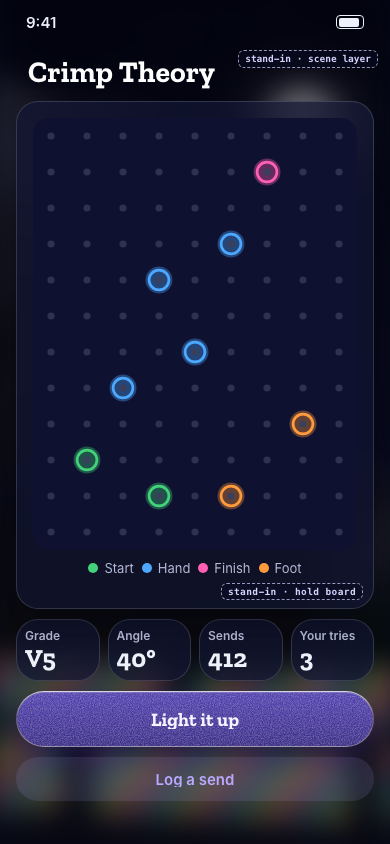 9:41
stand-in · scene layer
Crimp Theory
Start Hand Finish Foot
stand-in · hold board
Grade Angle Sends Your tries
V5 40° 412 3
Light it up
Log a send